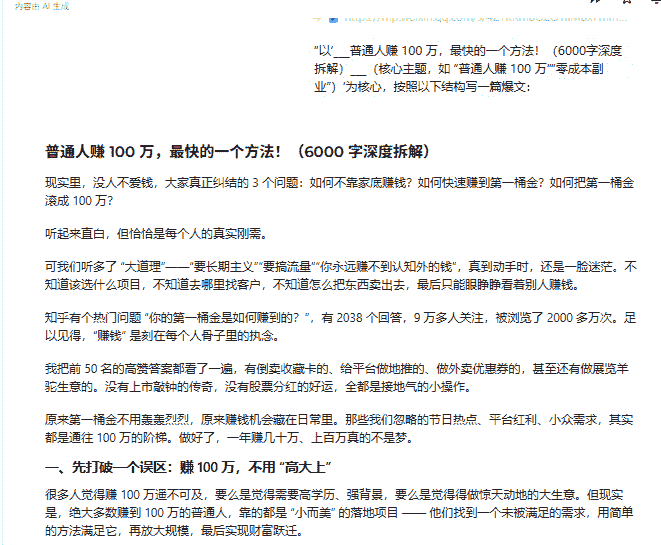 内容由 AI 生成
"以'___普通人赚 100 万，最快的一个方法！（6000字深度
拆解）___（核心主题，如 "普通人赚 100 万""零成本副
业"）'为核心，按照以下结构写一篇爆文：
普通人赚 100 万，最快的一个方法！（6000 字深度拆解）
现实里，没人不爱钱，大家真正纠结的 3 个问题：如何不靠家底赚钱？如何快速赚到第一桶金？如何把第一桶金
滚成 100 万？
听起来直白，但恰恰是每个人的真实刚需。
可我们听多了 "大道理"——"要长期主义""要搞流量""你永远赚不到认知外的钱"，真到动手时，还是一脸迷茫。不
知道该选什么项目，不知道去哪里找客户，不知道怎么把东西卖出去，最后只能眼睁睁看着别人赚钱。
知乎有个热门问题 "你的第一桶金是如何赚到的？"，有 2038 个回答，9 万多人关注，被浏览了 2000 多万次。足
以见得，"赚钱" 是刻在每个人骨子里的执念。
我把前 50 名的高赞答案都看了一遍，有倒卖收藏卡的、给平台做地推的、做外卖优惠券的，甚至还有做展览羊
驼生意的。没有上市敲钟的传奇，没有股票分红的好运，全都是接地气的小操作。
原来第一桶金不用轰轰烈烈，原来赚钱机会藏在日常里。那些我们忽略的节日热点、平台红利、小众需求，其实
都是通往 100 万的阶梯。做好了，一年赚几十万、上百万真的不是梦。
一、先打破一个误区：赚 100 万，不用 "高大上"
很多人觉得赚 100 万遥不可及，要么是觉得需要高学历、强背景，要么是觉得得做惊天动地的大生意。但现实
是，绝大多数赚到 100 万的普通人，靠的都是 "小而美" 的落地项目 —— 他们找到一个未被满足的需求，用简单
的方法满足它，再放大规模，最后实现财富跃迁。